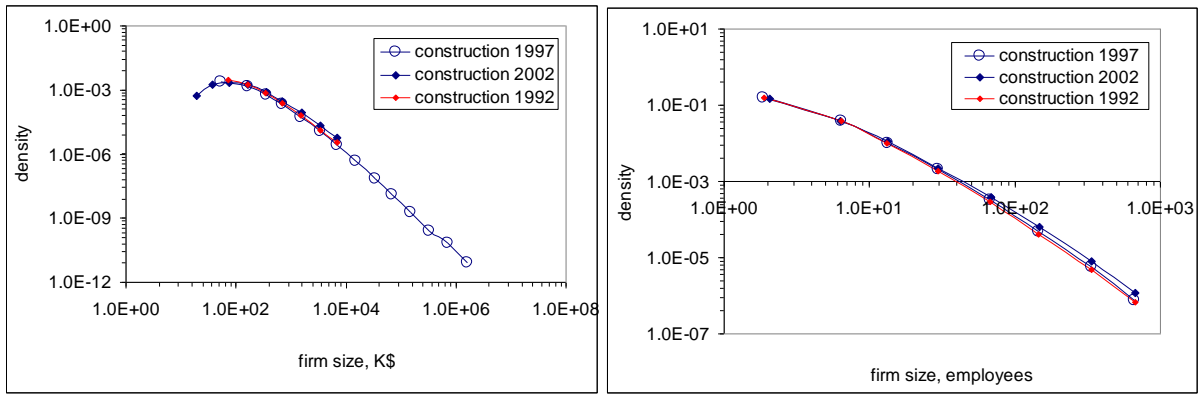 1.0E+00
1.0E-03
1.0E-06
1.0E-09
1.0E-12
density
construction 1997
construction 2002
construction 1992
1.0E+00 1.0E+02 1.0E+04 1.0E+06 1.0E+08
firm size, K$
1.0E+01
1.0E-01
1.0E-03
1.0E-05
1.0E-07
density
construction 1997
construction 2002
construction 1992
1.0E+00 1.0E+01 1.0E+02 1.0E+03
firm size, employees